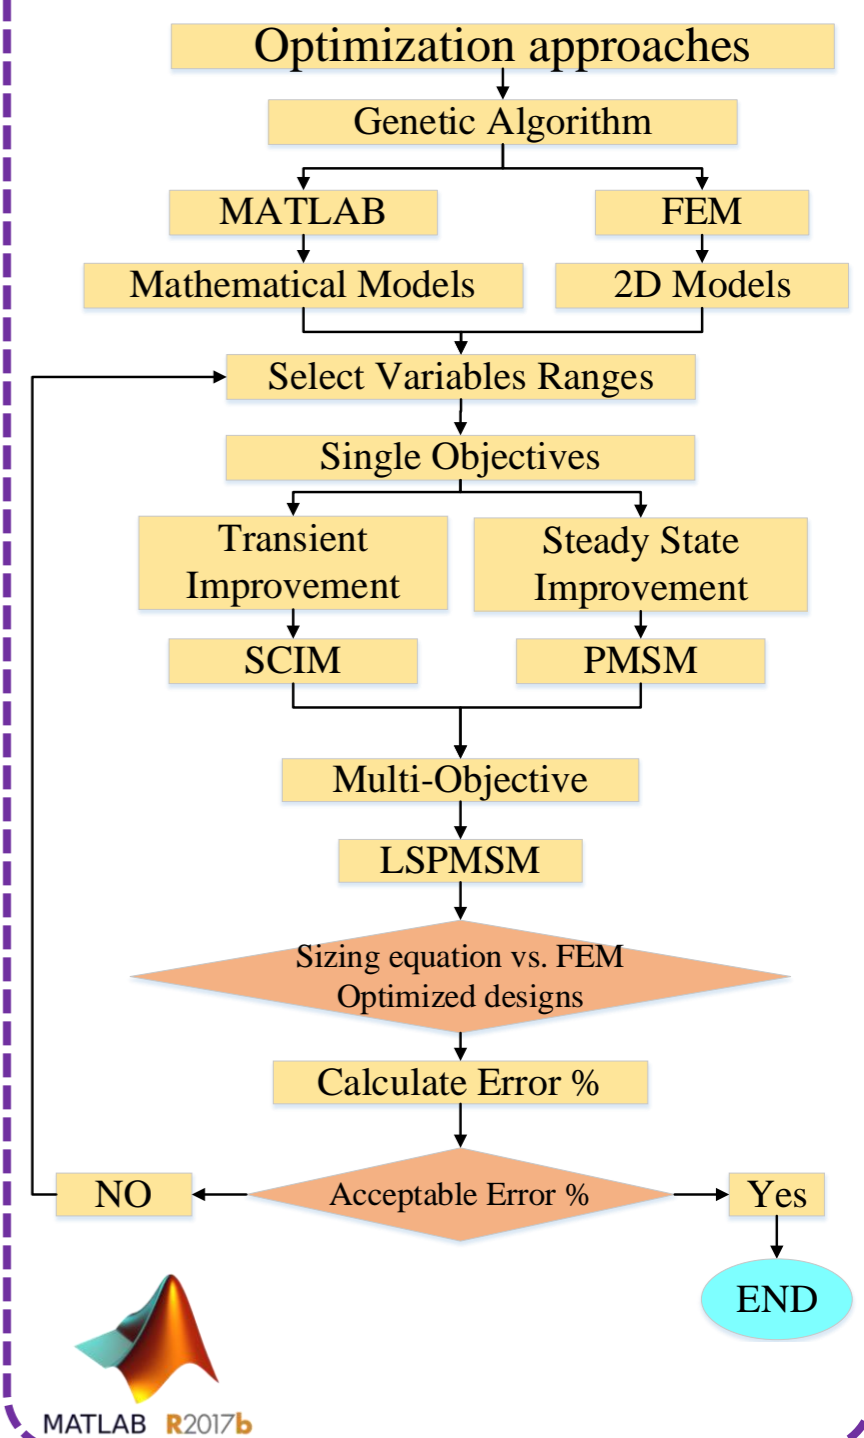 Optimization approaches
Genetic Algorithm
MATLAB
FEM
Mathematical Models
2D Models
Select Variables Ranges
Single Objectives
Transient
Improvement
Steady State
Improvement
SCIM
PMSM
Multi-Objective
LSPMSM
Sizing equation vs. FEM
Optimized designs
Calculate Error %
NO
Acceptable Error %
Yes
END
MATLAB R2017b